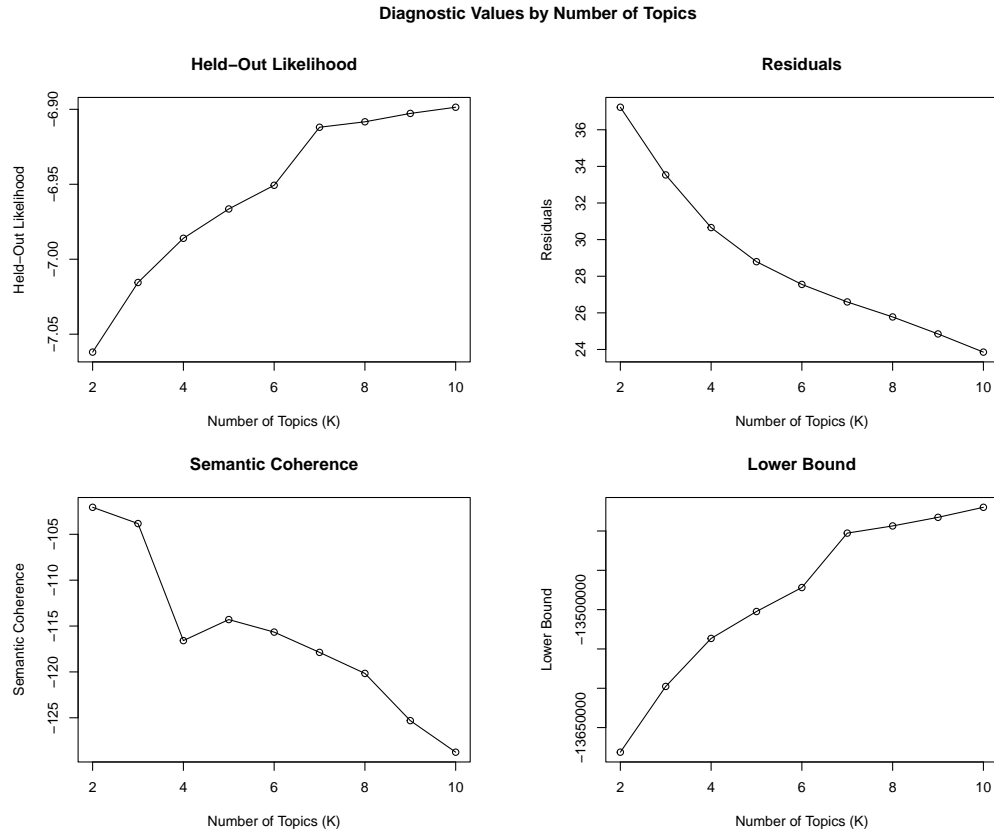 Diagnostic Values by Number of Topics
Held−Out Likelihood
Held−Out Likelihood
−6.90
−6.95
−7.00
−7.05
2 4 6 8 10
Number of Topics (K)
Residuals
Residuals
36
34
32
30
28
26
24
2 4 6 8 10
Number of Topics (K)
Semantic Coherence
Semantic Coherence
−105
−110
−115
−120
−125
2 4 6 8 10
Number of Topics (K)
Lower Bound
Lower Bound
−13500000
−13650000
2 4 6 8 10
Number of Topics (K)